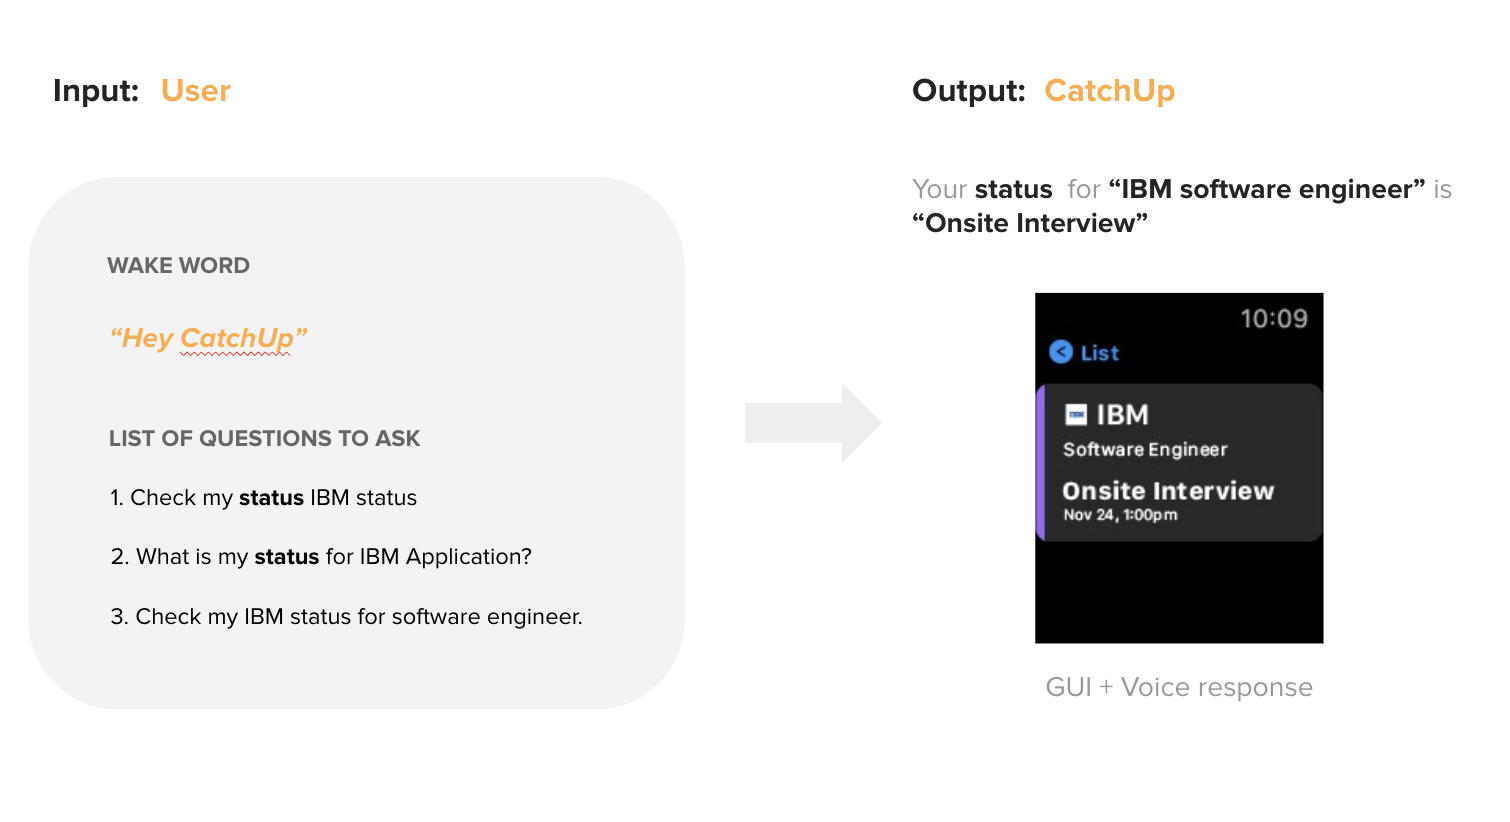 Input: User
WAKE WORD
“Hey CatchUp”
LIST OF QUESTIONS TO ASK
1. Check my status IBM status
2. What is my status for IBM Application?
3. Check my IBM status for software engineer.
Output: CatchUp
Your status for “IBM software engineer” is
“Onsite Interview”
10:09
< List
IBM
Software Engineer
Onsite Interview
Nov 24, 1:00pm
GUI + Voice response